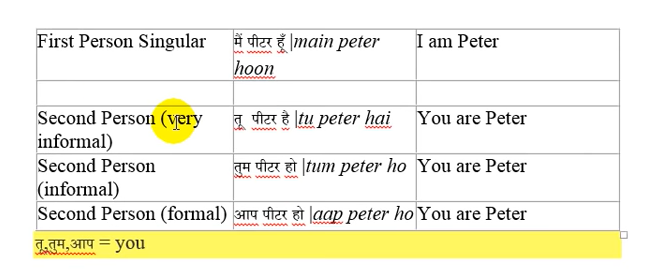 First Person Singular मैं पीटर हूँ |main peter hoon I am Peter
Second Person (very informal) तू पीटर है |tu peter hai You are Peter
Second Person (informal) तुम पीटर हो |tum peter ho You are Peter
Second Person (formal) आप पीटर हो |aap peter ho You are Peter
तू,तुम,आप = you